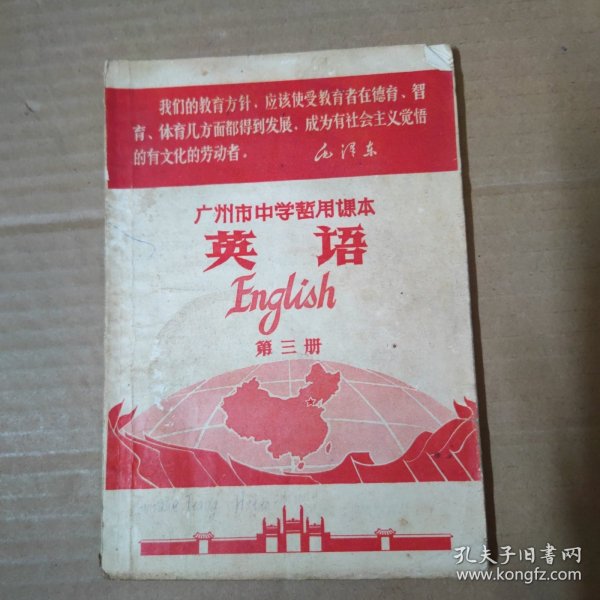 我们的教育方针，应该使受教育者在德育、智
育、体育几方面都得到发展，成为有社会主义觉悟
的有文化的劳动者。
毛泽东
广州市中学暂用课本
英语
English
第三册
孔夫子旧书网
www.kongfz.com